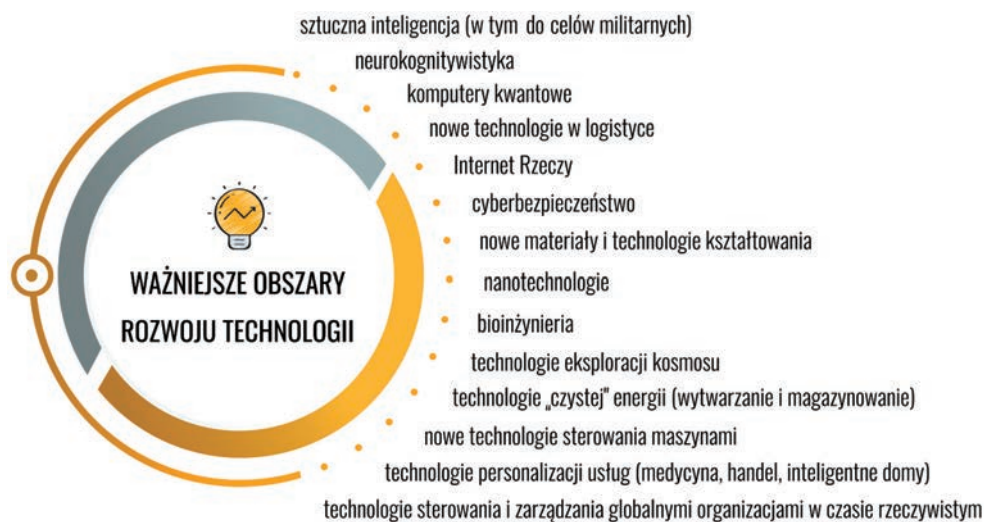 sztuczna inteligencja (w tym do celów militarnych)
neurokognitywistyka
komputery kwantowe
nowe technologie w logistyce
Internet Rzeczy
cyberbezpieczeństwo
nowe materiały i technologie kształtowania
nanotechnologie
bioinżynieria
technologie eksploracji kosmosu
technologie „czystej" energii (wytwarzanie i magazynowanie)
nowe technologie sterowania maszynami
technologie personalizacji usług (medycyna, handel, inteligentne domy)
technologie sterowania i zarządzania globalnymi organizacjami w czasie rzeczywistym
WAŻNIEJSZE OBSZARY
ROZWOJU TECHNOLOGII